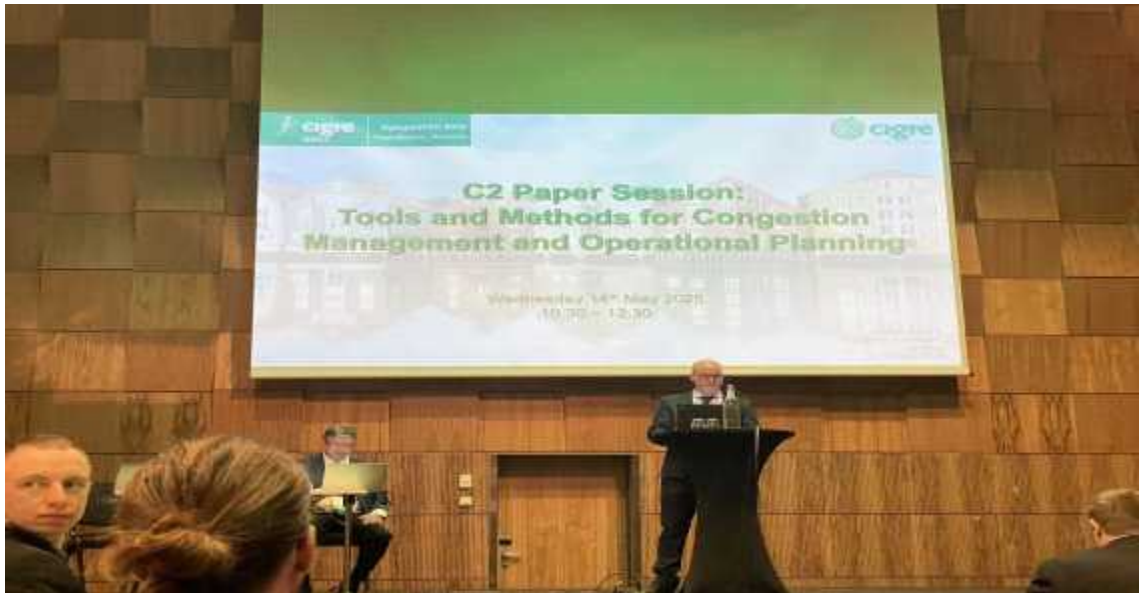 cigre
cigre
C2 Paper Session:
Tools and Methods for Congestion
Management and Operational Planning
Wednesday 14th May 2025
10:30 – 12:30